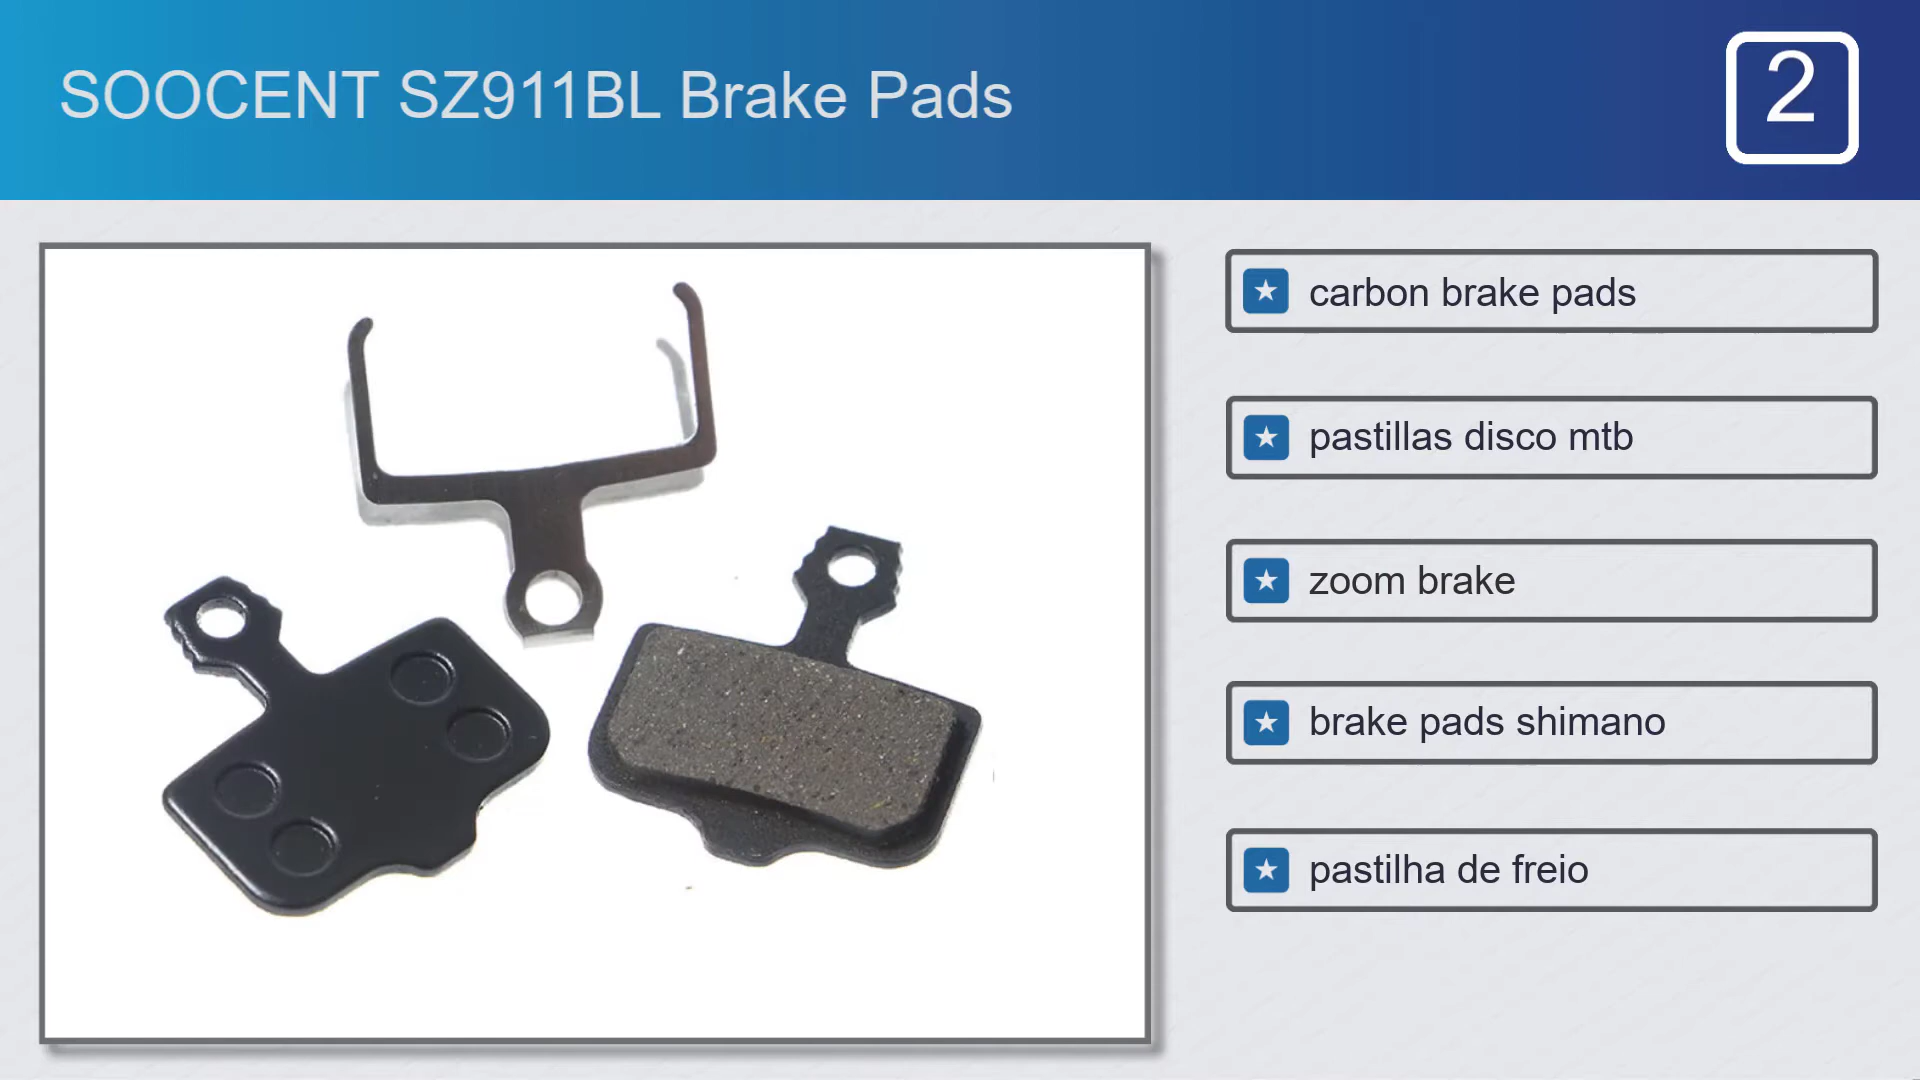 SOOCENT SZ911BL Brake Pads
2
carbon brake pads
pastillas disco mtb
zoom brake
brake pads shimano
pastilha de freio